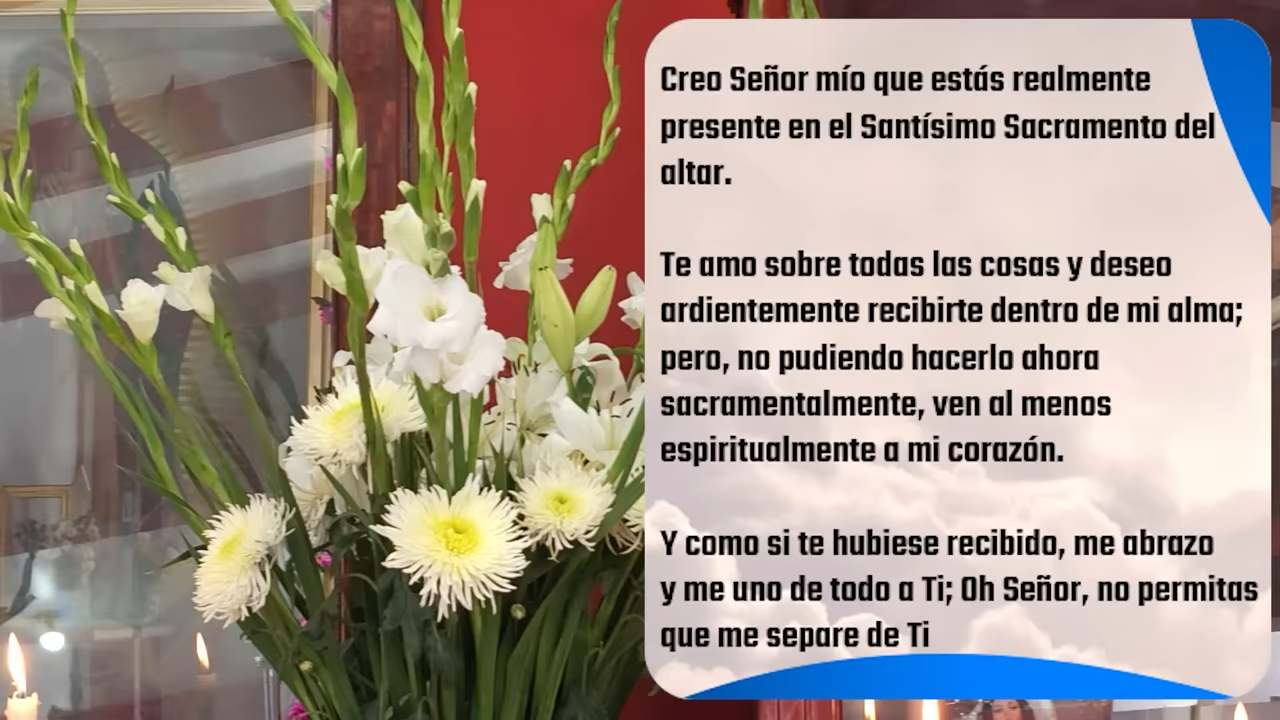 Creo Señor mío que estás realmente
presente en el Santísimo Sacramento del
altar.
Te amo sobre todas las cosas y deseo
ardientemente recibirte dentro de mi alma;
pero, no pudiendo hacerlo ahora
sacramentalmente, ven al menos
espiritualmente a mi corazón.
Y como si te hubiese recibido, me abrazo
y me uno de todo a Ti; Oh Señor, no permitas
que me separe de Ti